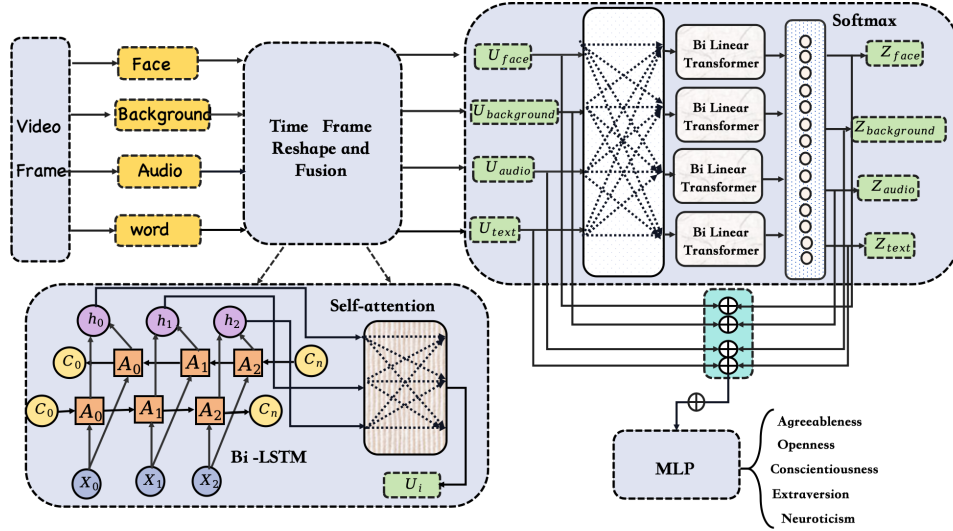 Video
Frame
Face
Background
Audio
word
Time Frame
Reshape and
Fusion
U_face
U_background
U_audio
U_text
Bi Linear
Transformer
Bi Linear
Transformer
Bi Linear
Transformer
Bi Linear
Transformer
Softmax
Z_face
Z_background
Z_audio
Z_text
Self-attention
h_0
h_1
h_2
C_0
A_0
A_1
A_2
C_n
C_0
A_0
A_1
A_2
C_n
Bi -LSTM
X_0
X_1
X_2
U_i
MLP
Agreeableness
Openness
Conscientiousness
Extraversion
Neuroticism